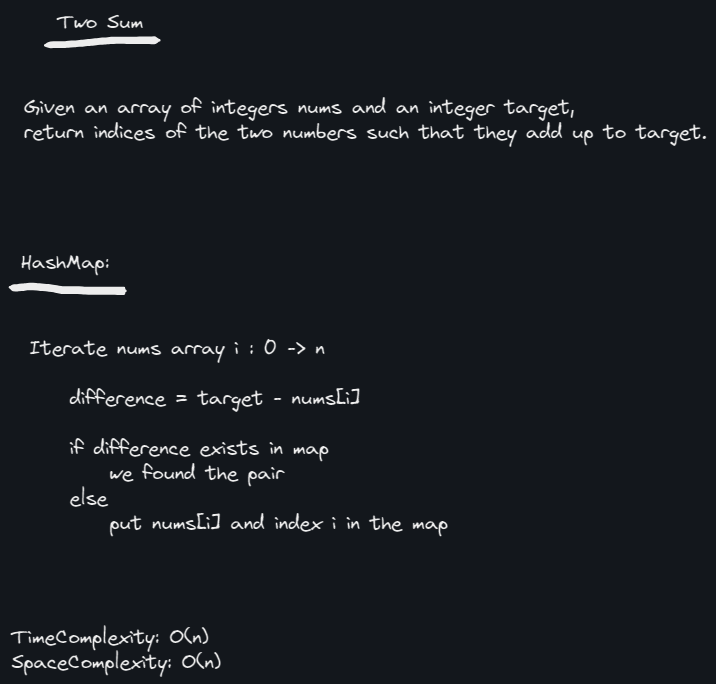 Two Sum
Given an array of integers nums and an integer target,
return indices of the two numbers such that they add up to target.
HashMap:
Iterate nums array i : 0 -> n
difference = target - nums[i]
if difference exists in map
we found the pair
else
put nums[i] and index i in the map
TimeComplexity: O(n)
SpaceComplexity: O(n)